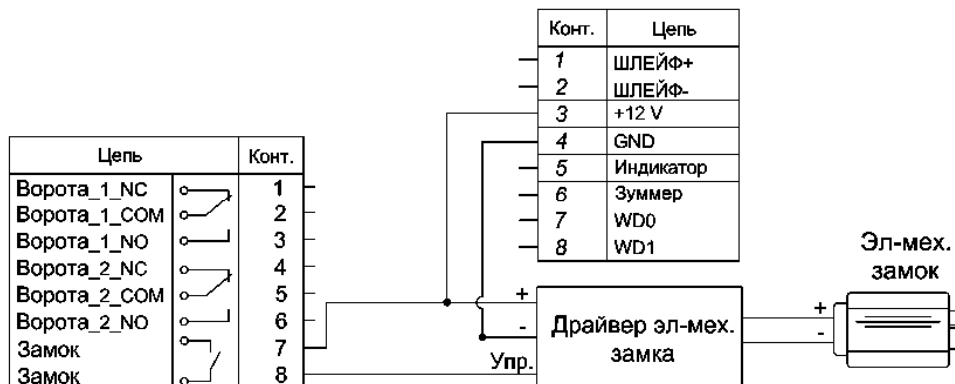 Конт. Цепь
1 ШЛЕЙФ+
2 ШЛЕЙФ-
3 +12 V
4 GND
5 Индикатор
6 Зуммер
7 WD0
8 WD1
Цепь Конт.
Ворота_1_NC 1
Ворота_1_COM 2
Ворота_1_NO 3
Ворота_2_NC 4
Ворота_2_COM 5
Ворота_2_NO 6
Замок 7
Замок 8
+
-
Упр.
Драйвер эл-мех.
замка
+
-
Эл-мех.
замок